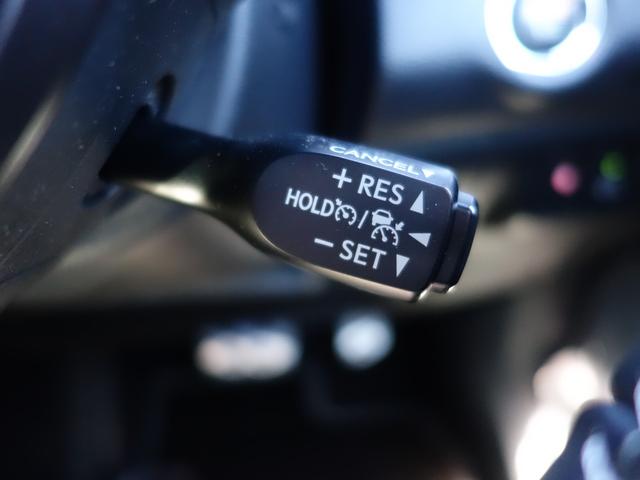 CANCEL▼
+ RES ▲
HOLD / ◀
− SET ▼